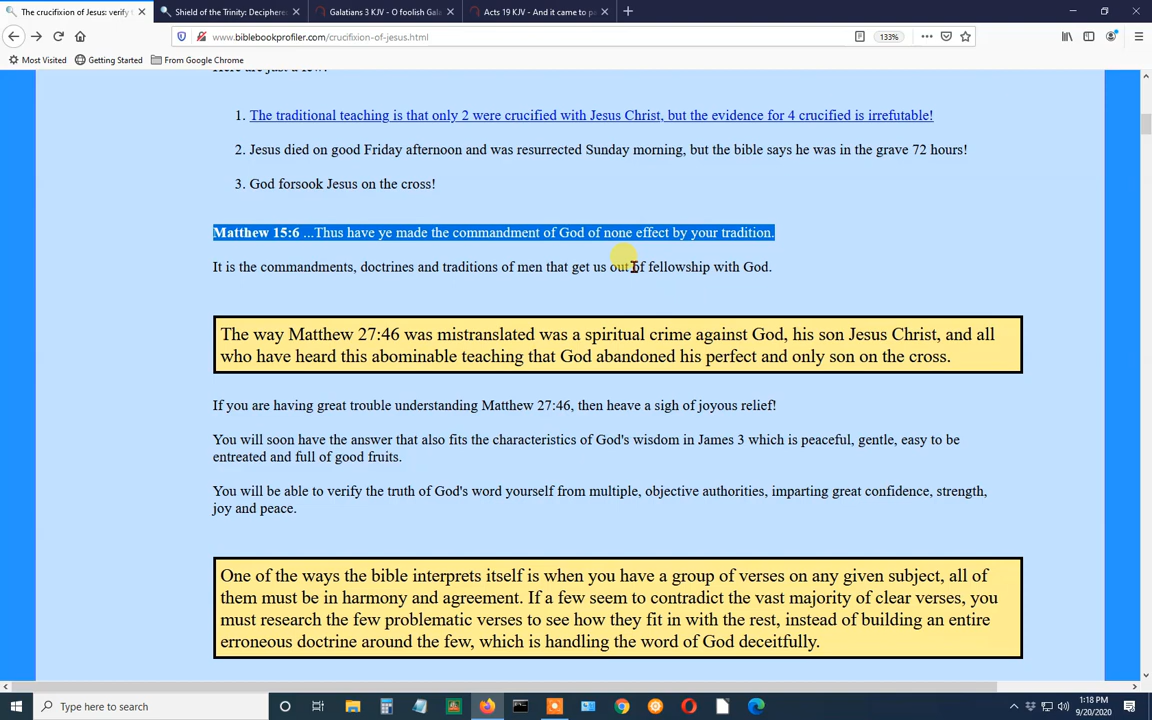 The crucifixion of Jesus: verify
Shield of the Trinity: Deciphere
Galatians 3 KJV - O foolish Gala
Acts 19 KJV - And it came to pa
www.biblebookprofiler.com/crucifixion-of-jesus.html
133%
Most Visited
Getting Started
From Google Chrome
Here are just a few:
1. The traditional teaching is that only 2 were crucified with Jesus Christ, but the evidence for 4 crucified is irrefutable!
2. Jesus died on good Friday afternoon and was resurrected Sunday morning, but the bible says he was in the grave 72 hours!
3. God forsook Jesus on the cross!
Matthew 15:6 ...Thus have ye made the commandment of God of none effect by your tradition.
It is the commandments, doctrines and traditions of men that get us out of fellowship with God.
The way Matthew 27:46 was mistranslated was a spiritual crime against God, his son Jesus Christ, and all
who have heard this abominable teaching that God abandoned his perfect and only son on the cross.
If you are having great trouble understanding Matthew 27:46, then heave a sigh of joyous relief!
You will soon have the answer that also fits the characteristics of God's wisdom in James 3 which is peaceful, gentle, easy to be
entreated and full of good fruits.
You will be able to verify the truth of God's word yourself from multiple, objective authorities, imparting great confidence, strength,
joy and peace.
One of the ways the bible interprets itself is when you have a group of verses on any given subject, all of
them must be in harmony and agreement. If a few seem to contradict the vast majority of clear verses, you
must research the few problematic verses to see how they fit in with the rest, instead of building an entire
erroneous doctrine around the few, which is handling the word of God deceitfully.
Type here to search
1:18 PM
9/20/2020